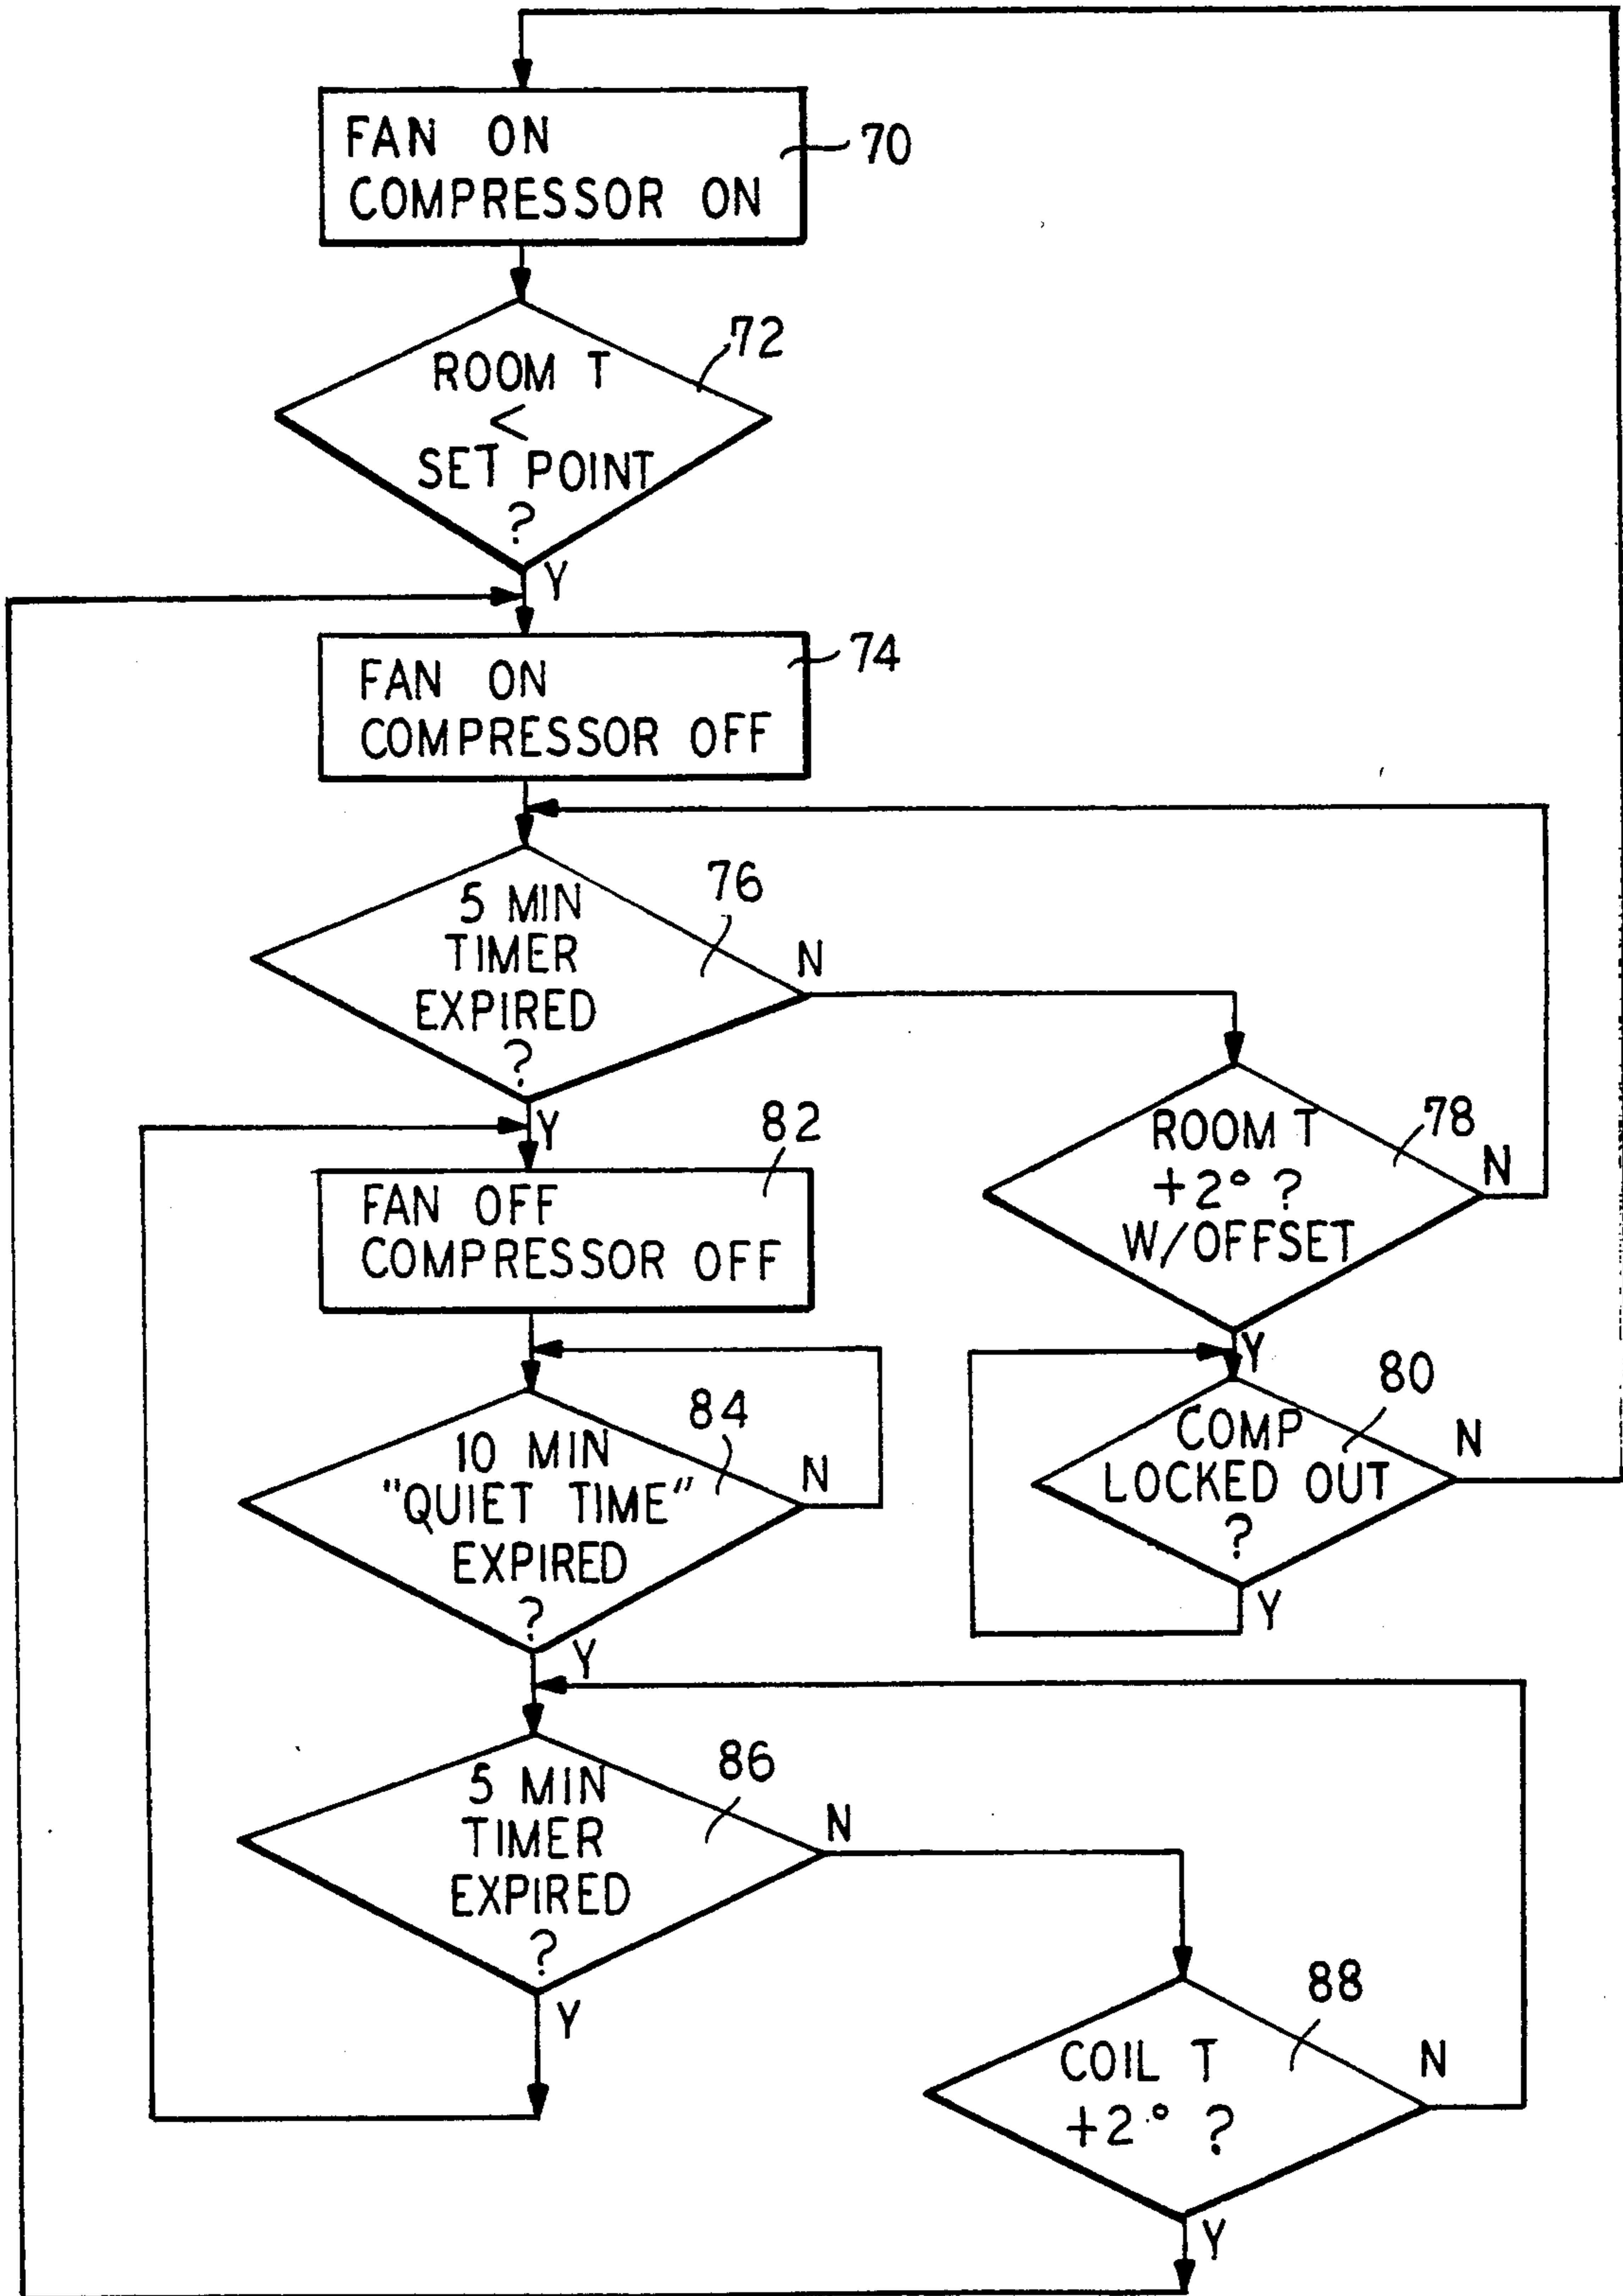 FAN ON
COMPRESSOR ON
70
72
ROOM T
<
SET POINT
?
Y
74
FAN ON
COMPRESSOR OFF
76
5 MIN
TIMER
EXPIRED
?
N
Y
78
ROOM T
+2° ?
W/OFFSET
N
Y
82
FAN OFF
COMPRESSOR OFF
80
COMP
LOCKED OUT
?
N
Y
84
10 MIN
"QUIET TIME"
EXPIRED
?
N
Y
86
5 MIN
TIMER
EXPIRED
?
N
Y
88
COIL T
+2° ?
N
Y